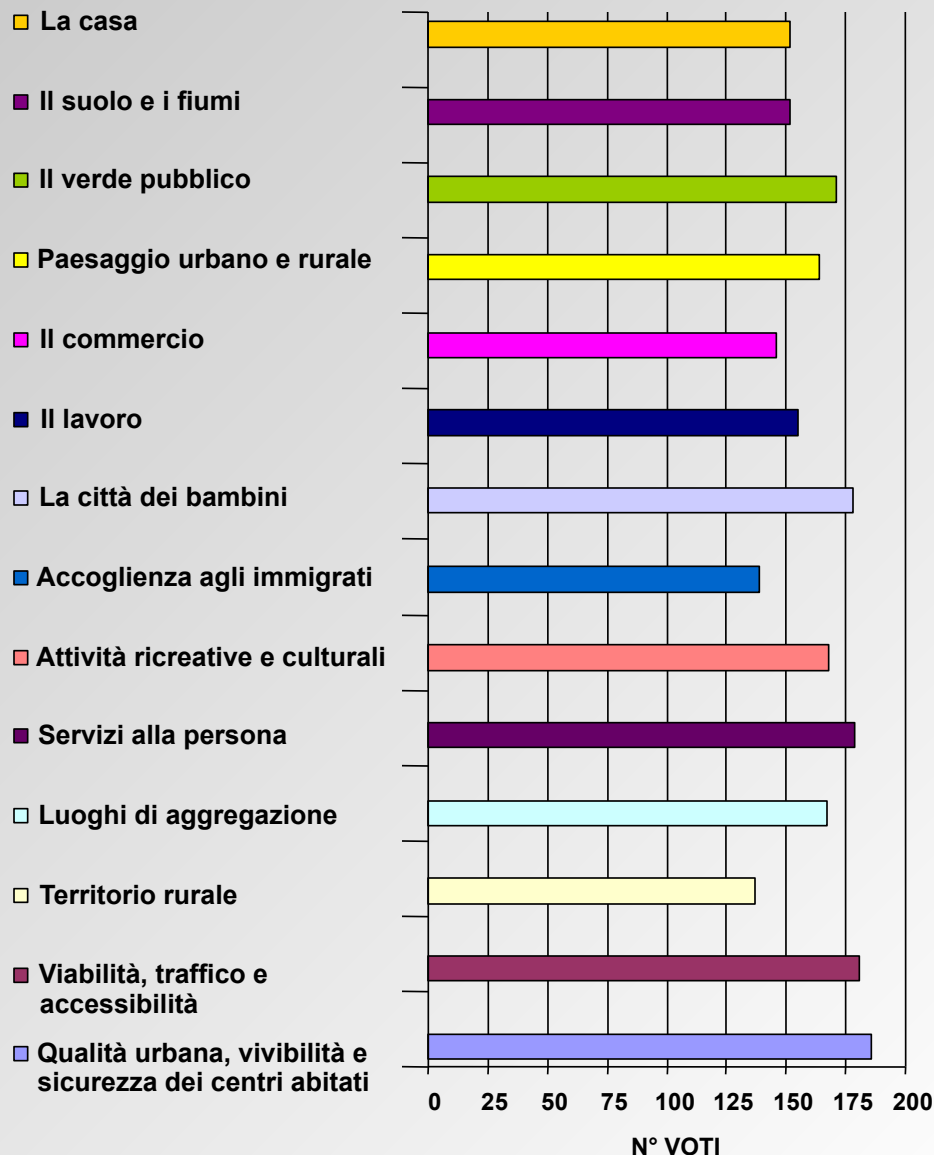 La casa
Il suolo e i fiumi
Il verde pubblico
Paesaggio urbano e rurale
Il commercio
Il lavoro
La città dei bambini
Accoglienza agli immigrati
Attività ricreative e culturali
Servizi alla persona
Luoghi di aggregazione
Territorio rurale
Viabilità, traffico e
accessibilità
Qualità urbana, vivibilità e
sicurezza dei centri abitati
0 25 50 75 100 125 150 175 200
N° VOTI